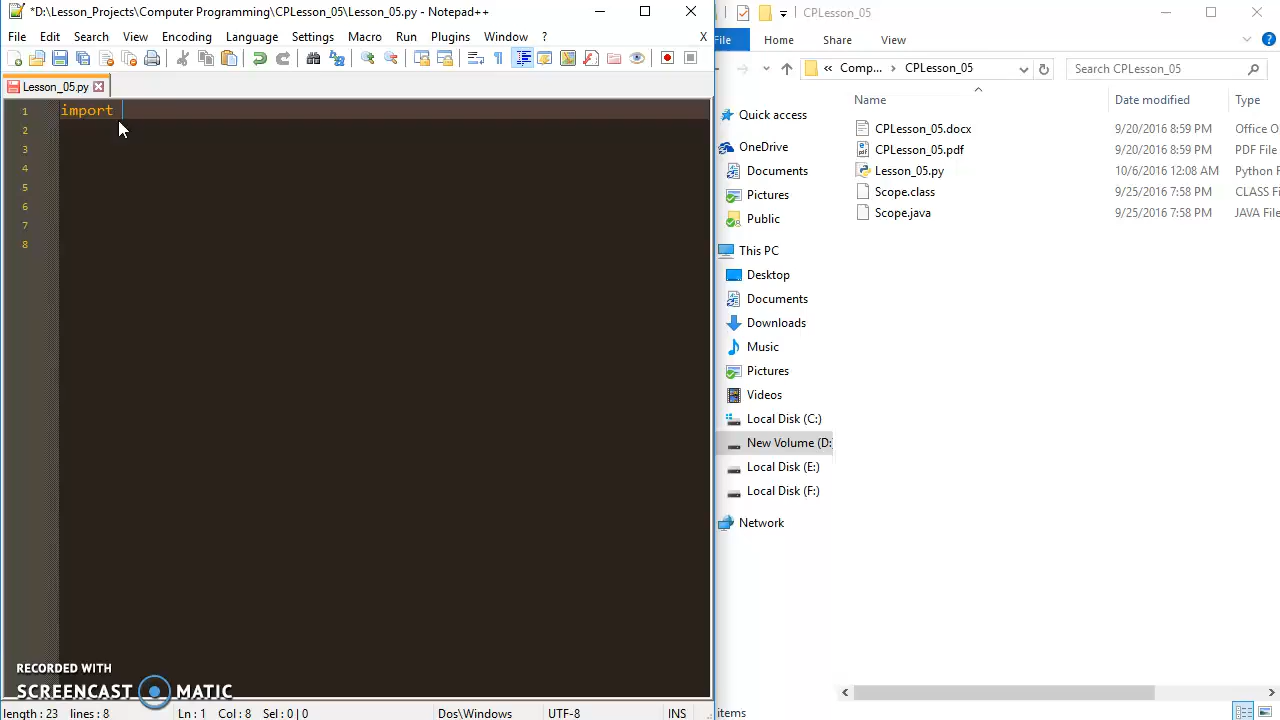 *D:\Lesson_Projects\Computer Programming\CPLesson_05\Lesson_05.py - Notepad++
File Edit Search View Encoding Language Settings Macro Run Plugins Window ? X
Lesson_05.py
1 import
2
3
4
5
6
7
8
RECORDED WITH
SCREENCAST MATIC
length : 23 lines : 8 Ln : 1 Col : 8 Sel : 0 | 0 Dos\Windows UTF-8 INS
CPLesson_05
File Home Share View
« Comp... CPLesson_05 Search CPLesson_05
Quick access
OneDrive
Documents
Pictures
Public
This PC
Desktop
Documents
Downloads
Music
Pictures
Videos
Local Disk (C:)
New Volume (D:
Local Disk (E:)
Local Disk (F:)
Network
Name Date modified Type
CPLesson_05.docx 9/20/2016 8:59 PM Office O
CPLesson_05.pdf 9/20/2016 8:59 PM PDF File
Lesson_05.py 10/6/2016 12:08 AM Python F
Scope.class 9/25/2016 7:58 PM CLASS Fi
Scope.java 9/25/2016 7:58 PM JAVA File
items